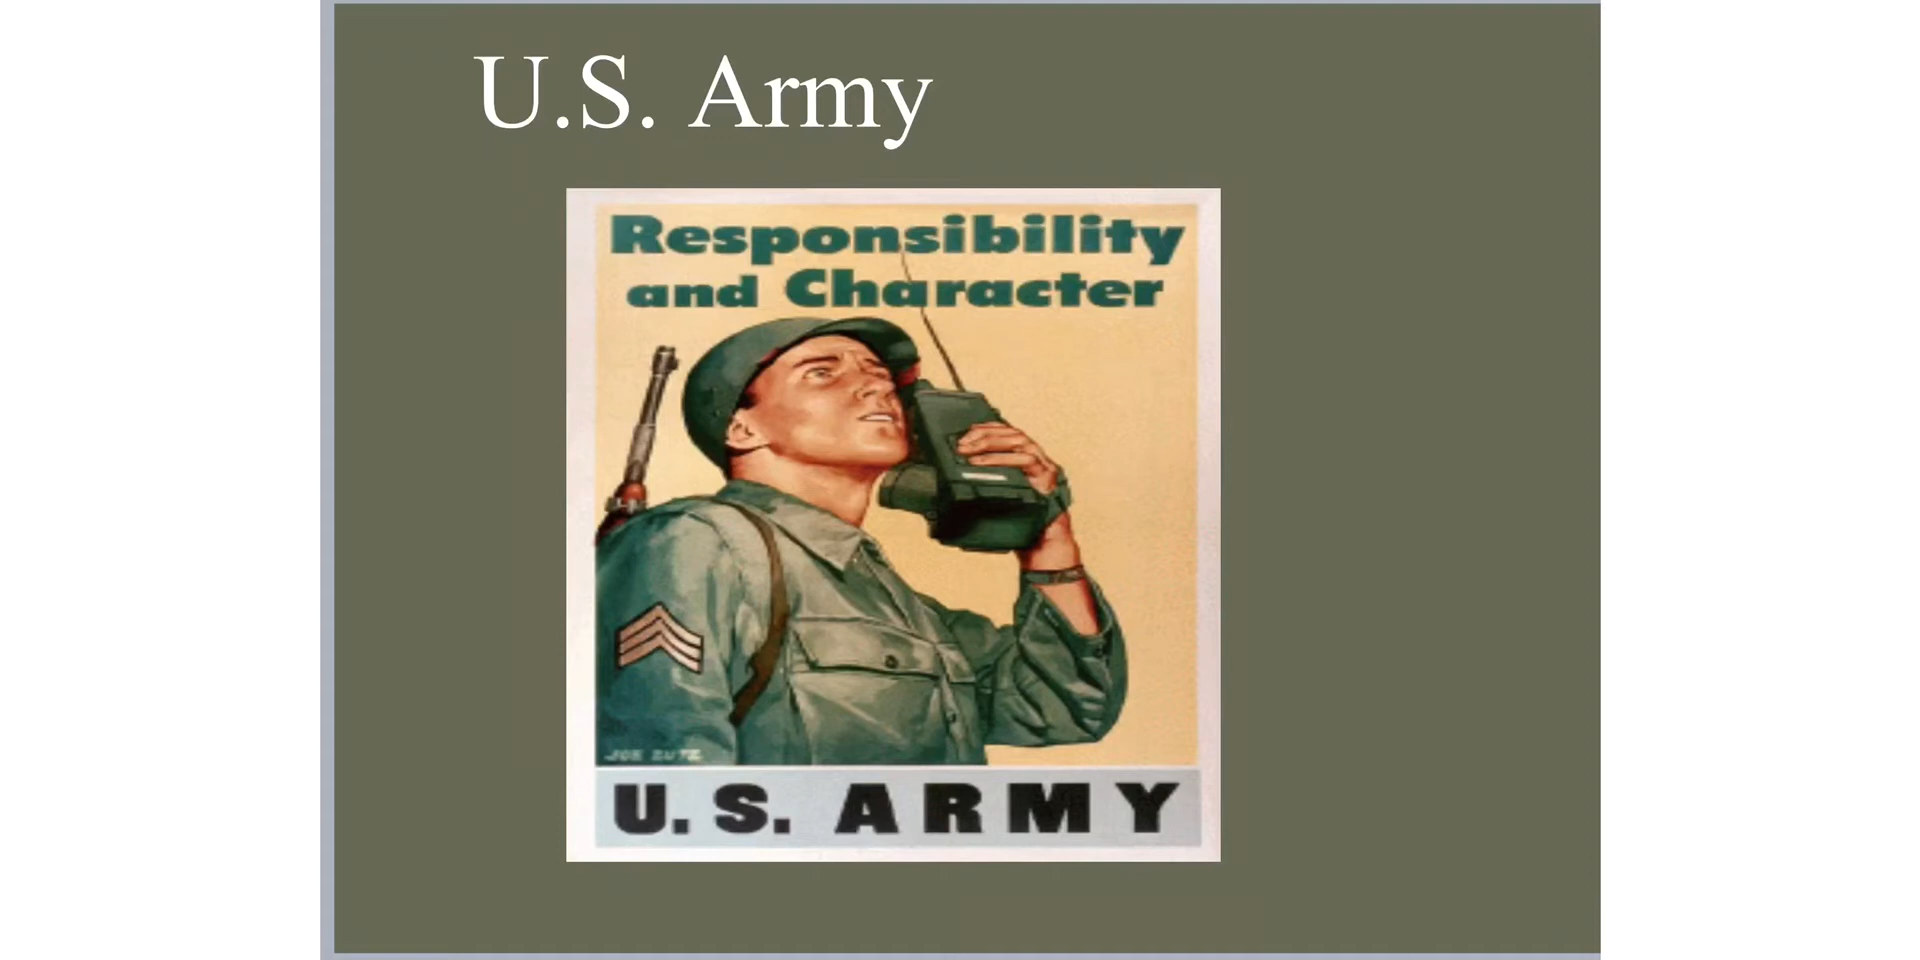 U.S. Army
Responsibility
and Character
U. S. ARMY